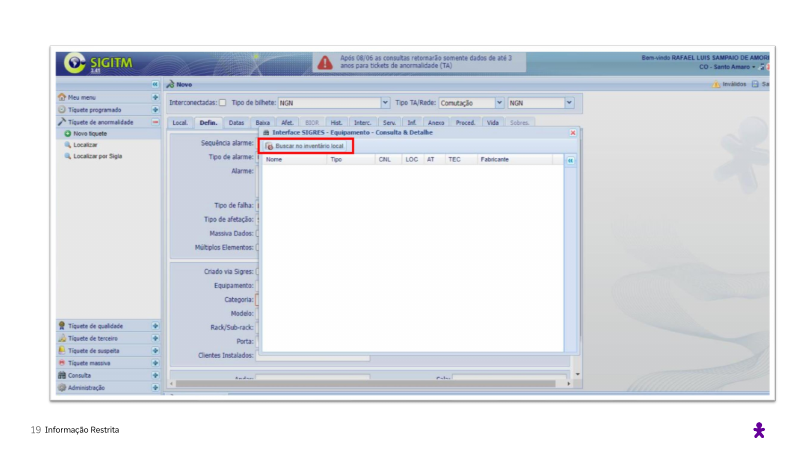 SIGITM
2.01
Após 08/06 as consultas retornarão somente dados de até 3
anos para tickets de anormalidade (TA)
Bem-vindo RAFAEL LUIS SAMPAIO DE AMORI
CO - Santo Amaro
Novo
Inválidos
Sa
Meu menu
Tíquete programado
Tíquete de anormalidade
Novo tíquete
Localizar
Localizar por Sigla
Interconectadas: Tipo de bilhete: NGN Tipo TA/Rede: Comutação NGN
Local. Defin. Datas Baixa Afet. BSOR Hist. Interc. Serv. Inf. Anexo Proced. Vida Sobres.
Interface SIGRES - Equipamento - Consulta & Detalhe
Buscar no inventário local
Nome Tipo CNL LOC AT TEC Fabricante
Sequência alarme:
Tipo de alarme:
Alarme:
Tipo de falha:
Tipo de afetação:
Massiva Dados:
Múltiplos Elementos:
Criado via Sigres:
Equipamento:
Categoria:
Modelo:
Rack/Sub-rack:
Porta:
Clientes Instalados:
Tíquete de qualidade
Tíquete de terceiro
Tíquete de suspeita
Tíquete massiva
Consulta
Administração
19 Informação Restrita